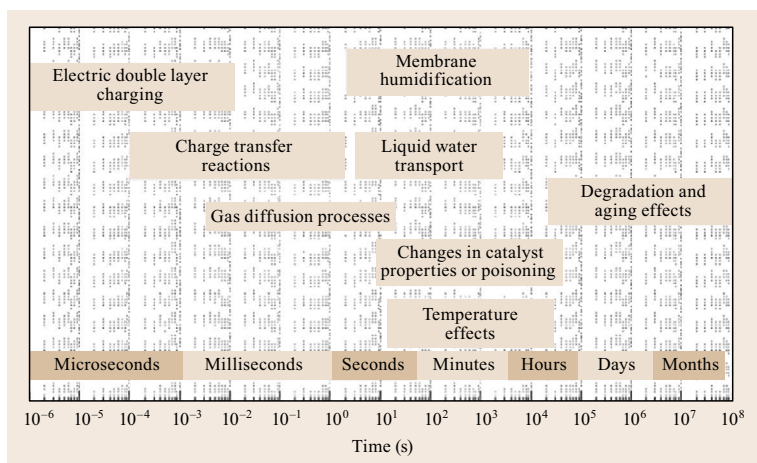 Electric double layer
charging
Membrane
humidification
Charge transfer
reactions
Liquid water
transport
Degradation and
aging effects
Gas diffusion processes
Changes in catalyst
properties or poisoning
Temperature
effects
Microseconds Milliseconds Seconds Minutes Hours Days Months
10⁻⁶ 10⁻⁵ 10⁻⁴ 10⁻³ 10⁻² 10⁻¹ 10⁰ 10¹ 10² 10³ 10⁴ 10⁵ 10⁶ 10⁷ 10⁸
Time (s)